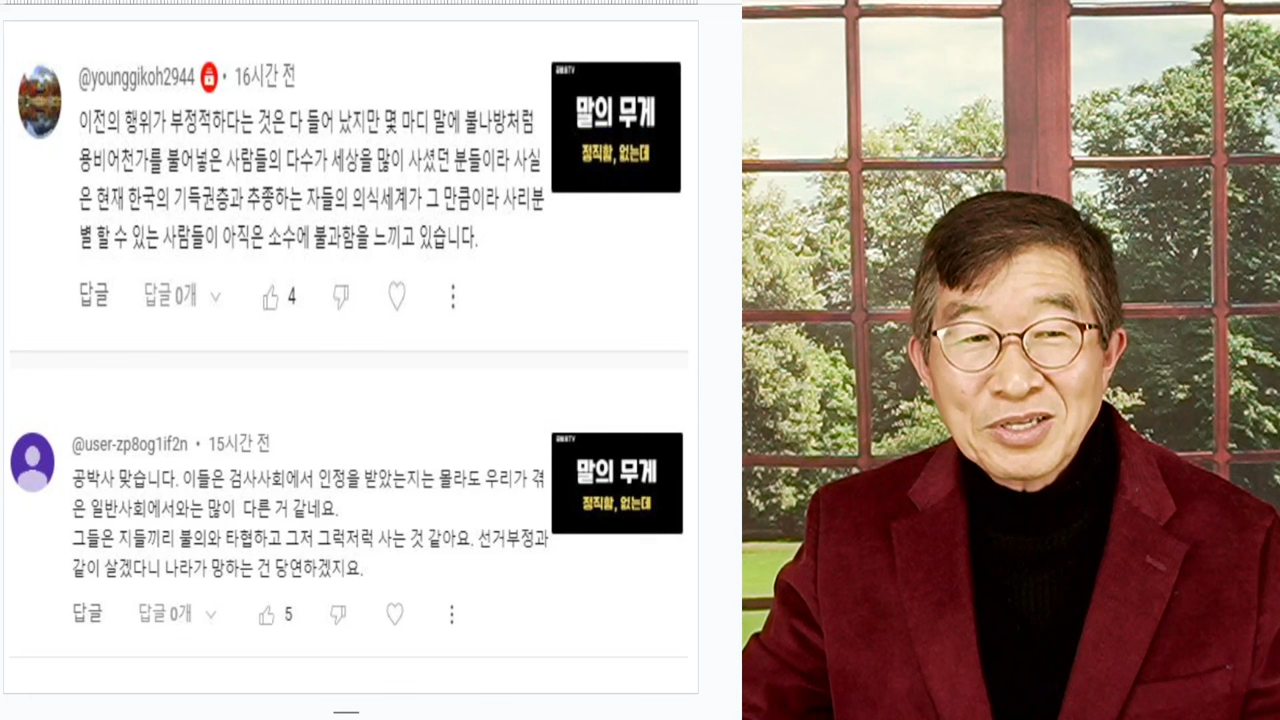 @younggikoh2944 • 16시간 전
이전의 행위가 부정적하다는 것은 다 들어 났지만 몇 마디 말에 불나방처럼
용비어천가를 불어넣은 사람들의 다수가 세상을 많이 사셨던 분들이라 사실
은 현재 한국의 기득권층과 추종하는 자들의 의식세계가 그 만큼이라 사리분
별 할 수 있는 사람들이 아직은 소수에 불과함을 느끼고 있습니다.
답글 답글 0개 4
말의 무게
정직함, 없는데
@user-zp8og1if2n • 15시간 전
공박사 맞습니다. 이들은 검사사회에서 인정을 받았는지는 몰라도 우리가 겪
은 일반사회에서와는 많이 다른 거 같네요.
그들은 지들끼리 불의와 타협하고 그저 그럭저럭 사는 것 같아요. 선거부정과
같이 살겠다니 나라가 망하는 건 당연하겠지요.
답글 답글 0개 5
말의 무게
정직함, 없는데